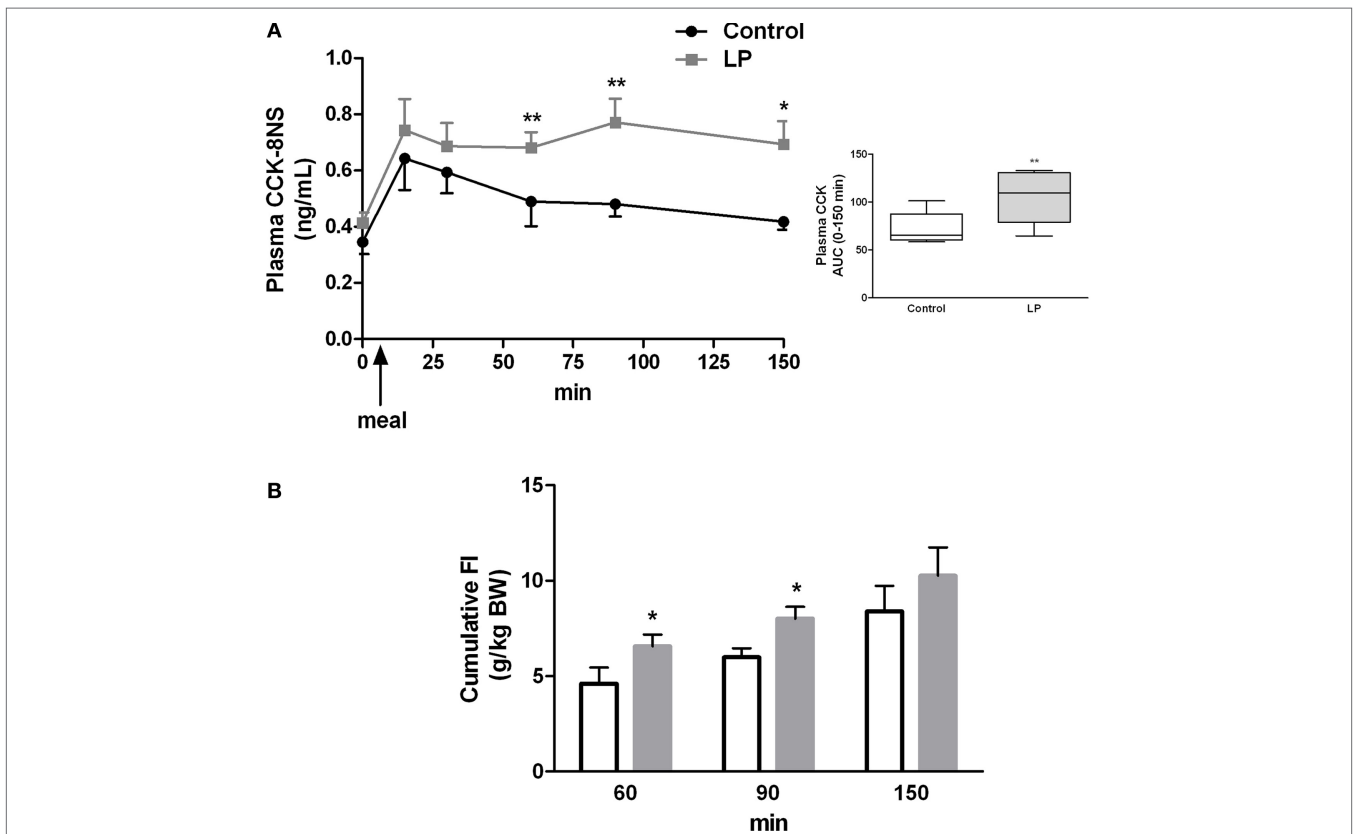 A
Control
LP
Plasma CCK-8NS
(ng/mL)
1.0
0.8
0.6
0.4
0.2
0.0
**
**
*
0
25
50
75
100
125
150
min
meal
Plasma CCK
AUC (0-150 min)
150
100
50
0
**
Control
LP
B
Cumulative FI
(g/kg BW)
15
10
5
0
*
*
60
90
150
min